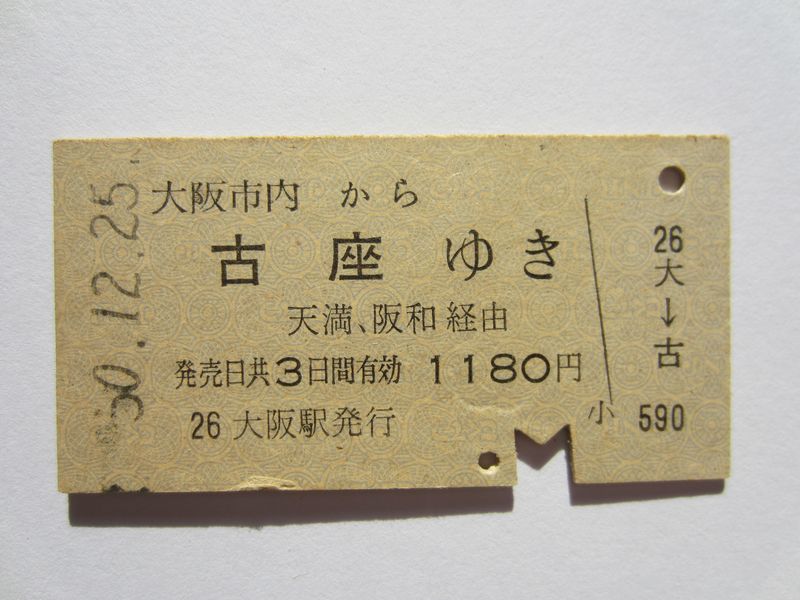 大阪市内 から
古座 ゆき
天満、阪和 経由
発売日共3日間有効 1180円
26 大阪駅発行
小 590
26 大→古
50.12.25